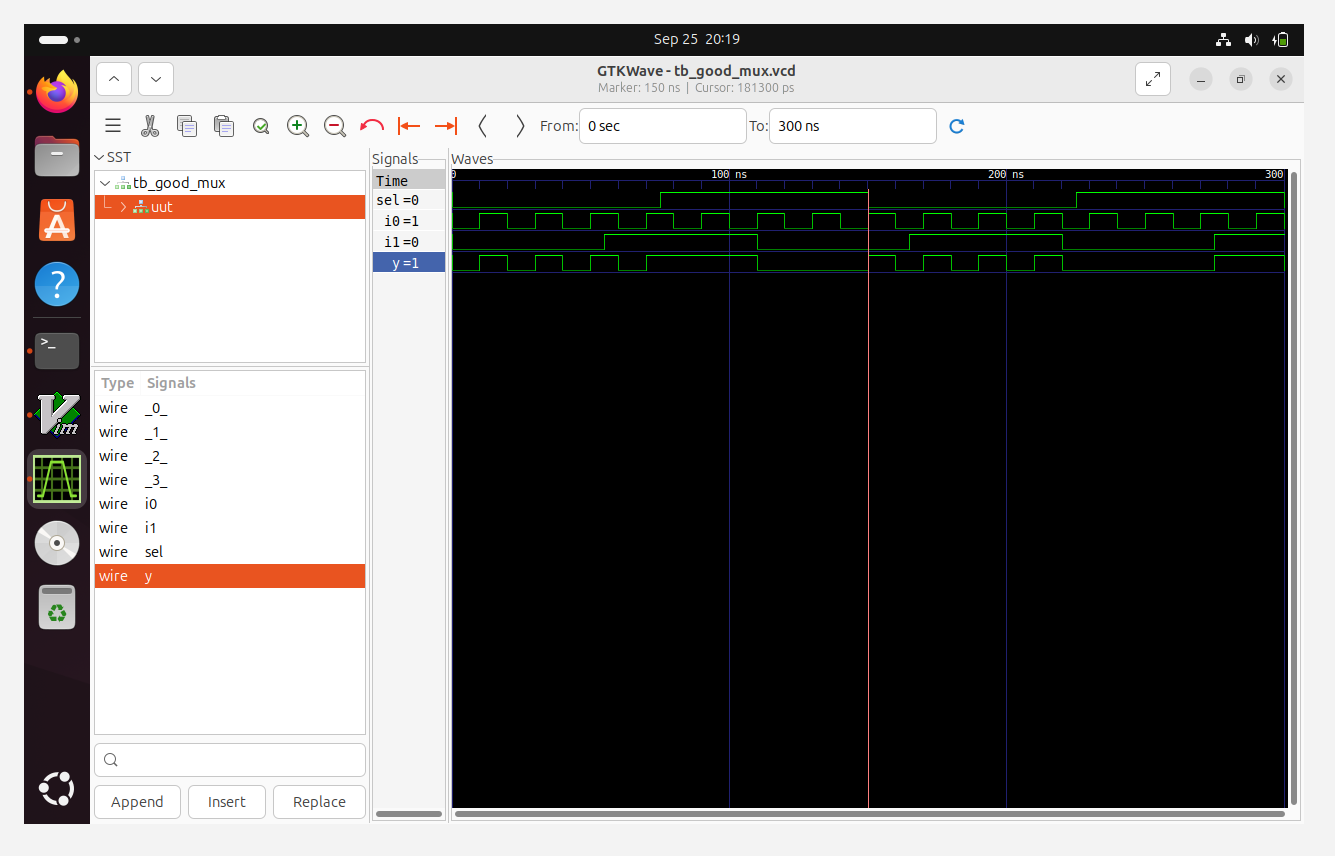 Sep 25 20:19
GTKWave - tb_good_mux.vcd
Marker: 150 ns | Cursor: 181300 ps
From: 0 sec To: 300 ns
SST
tb_good_mux
uut
Type Signals
wire _0_
wire _1_
wire _2_
wire _3_
wire i0
wire i1
wire sel
wire y
Append Insert Replace
Signals
Time
sel =0
i0 =1
i1 =0
y =1
Waves
0 100 ns 200 ns 300
>_
A
?
Vim